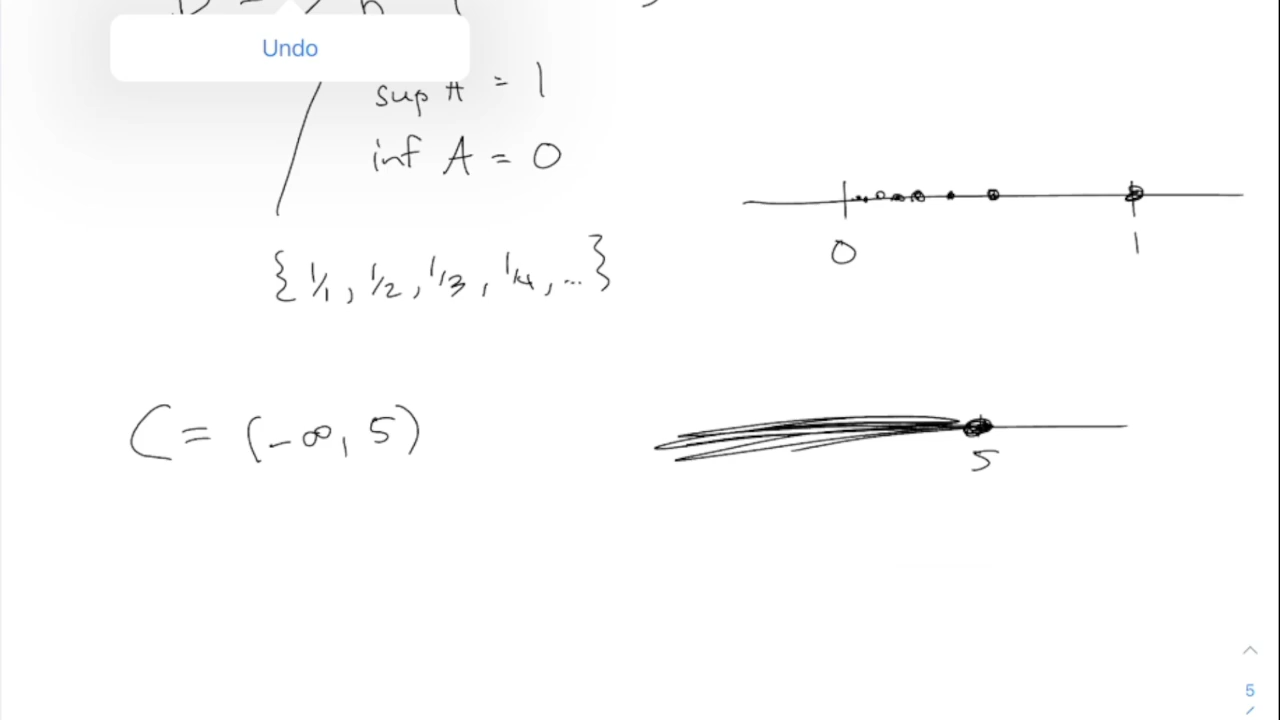 Undo
sup A = 1
inf A = 0
0 1
{ 1/1 , 1/2 , 1/3 , 1/4 , ... }
C = (-∞, 5)
5
5